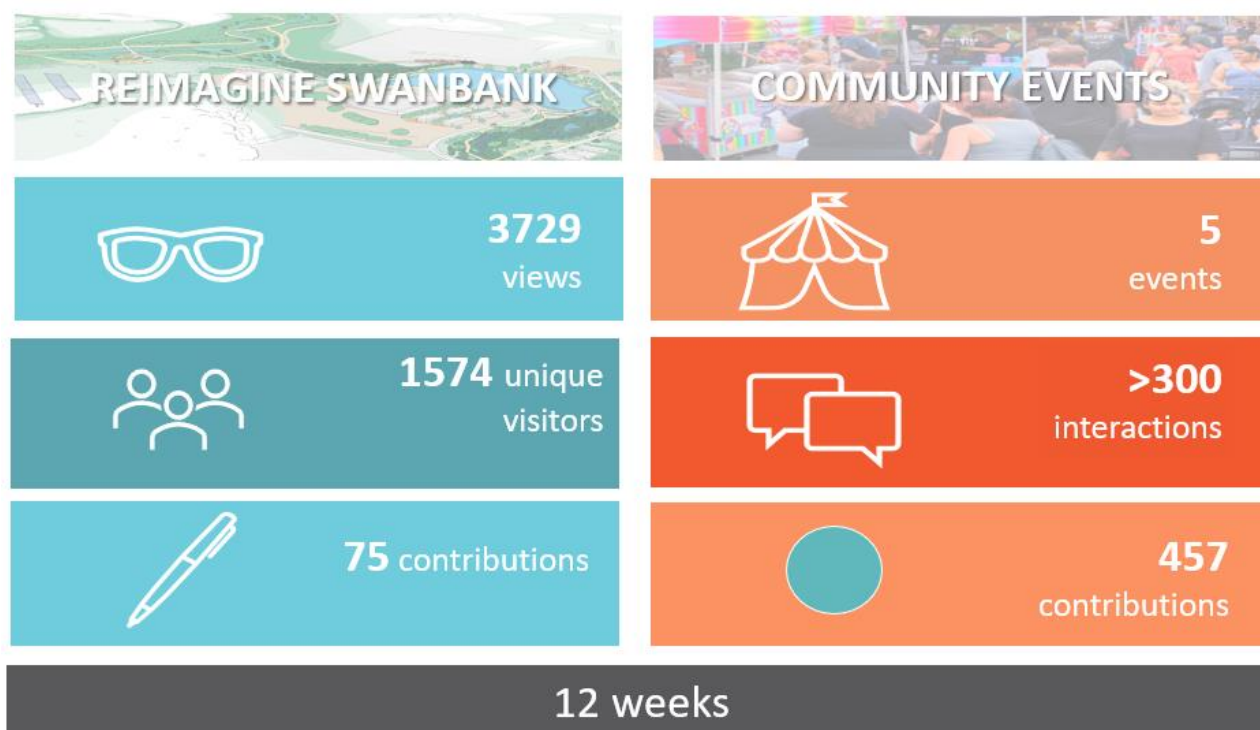 REIMAGINE SWANBANK
3729
views
1574 unique
visitors
75 contributions
COMMUNITY EVENTS
5
events
>300
interactions
457
contributions
12 weeks